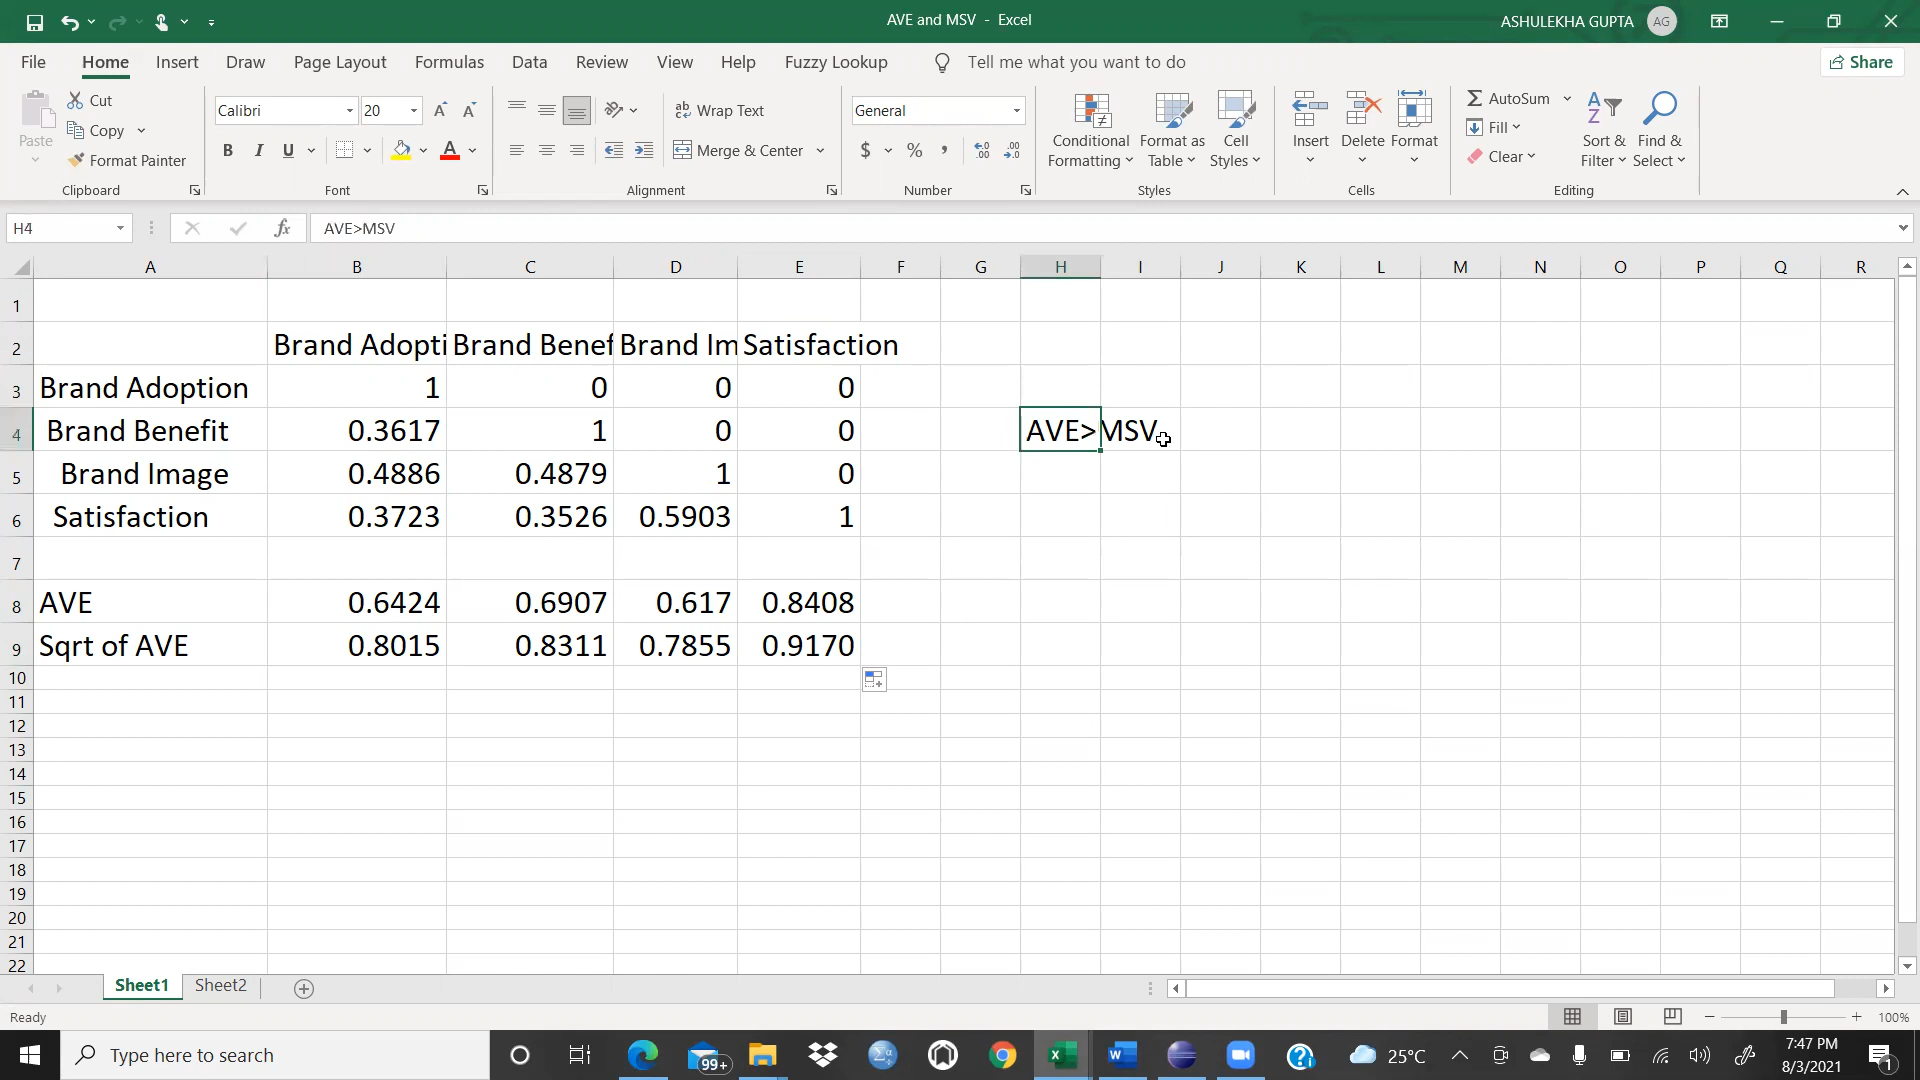 AVE and MSV - Excel
ASHULEKHA GUPTA AG
File Home Insert Draw Page Layout Formulas Data Review View Help Fuzzy Lookup Tell me what you want to do Share
Paste
Cut
Copy
Format Painter
Clipboard
Calibri 20
B I U
Font
Wrap Text
Merge & Center
Alignment
General
$ % ,
Number
Conditional Formatting
Format as Table
Cell Styles
Styles
Insert Delete Format
Cells
AutoSum
Fill
Clear
Sort & Filter
Find & Select
Editing
H4 fx AVE>MSV
A B C D E F G H I J K L M N O P Q R
1
2 Brand Adopti Brand Benef Brand Im Satisfaction
3 Brand Adoption 1 0 0 0
4 Brand Benefit 0.3617 1 0 0 AVE>MSV
5 Brand Image 0.4886 0.4879 1 0
6 Satisfaction 0.3723 0.3526 0.5903 1
7
8 AVE 0.6424 0.6907 0.617 0.8408
9 Sqrt of AVE 0.8015 0.8311 0.7855 0.9170
10
11
12
13
14
15
16
17
18
19
20
21
22
Sheet1 Sheet2
Ready 100%
Type here to search
99+
25°C
7:47 PM
8/3/2021
1